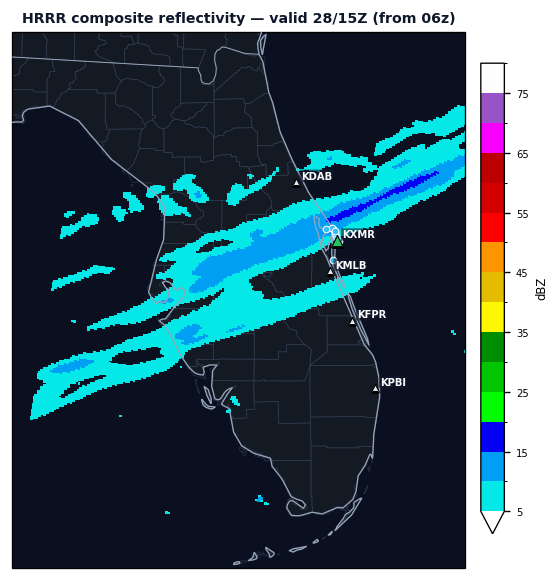 HRRR composite reflectivity — valid 28/15Z (from 06z)
KDAB
KXMR
KMLB
KFPR
KPBI
75
65
55
45
35
25
15
5
dBZ